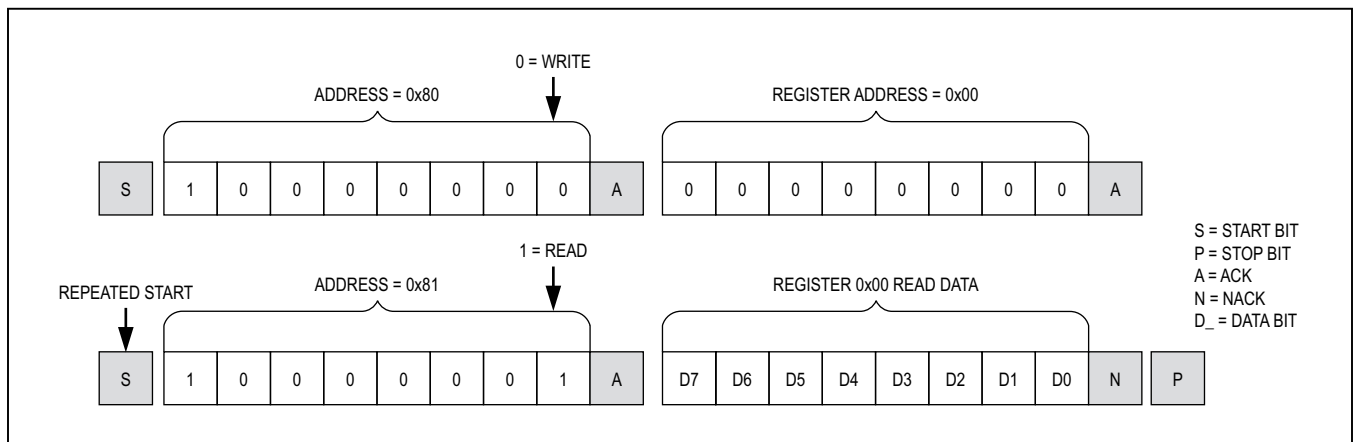 0 = WRITE
ADDRESS = 0x80 REGISTER ADDRESS = 0x00
S 1 0 0 0 0 0 0 0 A 0 0 0 0 0 0 0 0 A
1 = READ
REPEATED START ADDRESS = 0x81 REGISTER 0x00 READ DATA
S 1 0 0 0 0 0 0 1 A D7 D6 D5 D4 D3 D2 D1 D0 N P
S = START BIT
P = STOP BIT
A = ACK
N = NACK
D_ = DATA BIT